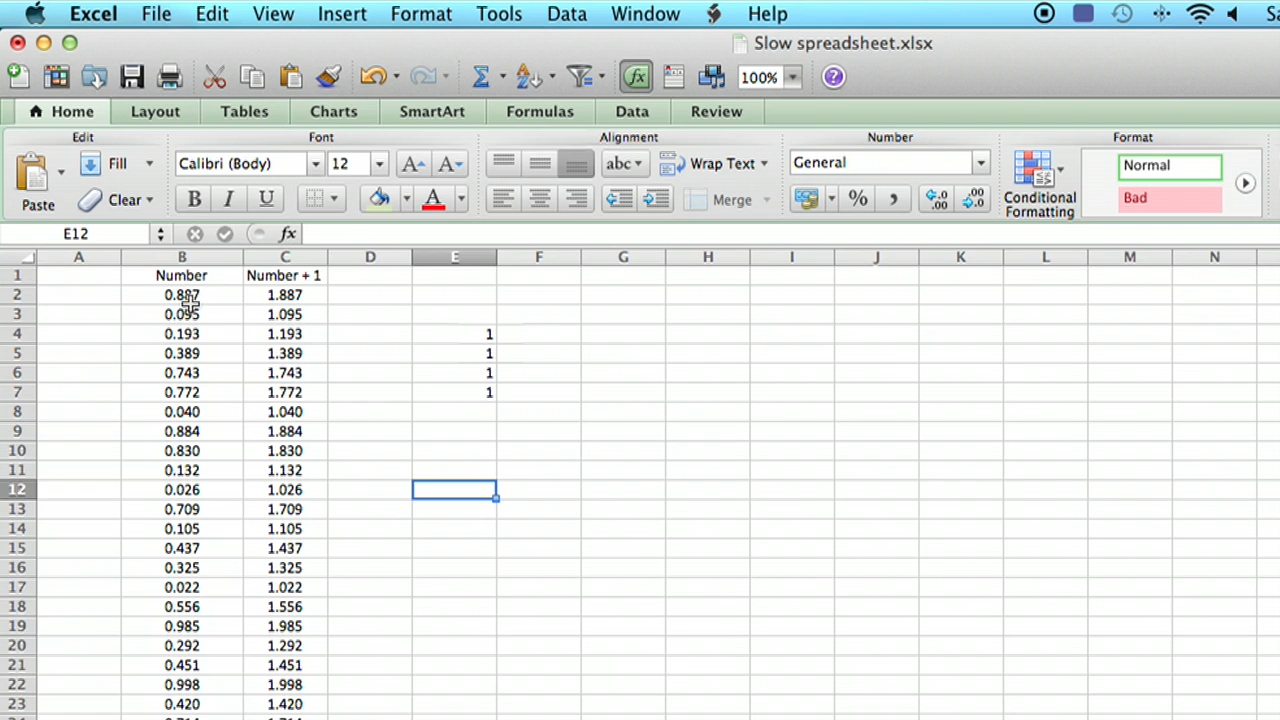 Excel File Edit View Insert Format Tools Data Window Help
Slow spreadsheet.xlsx
100%
Home Layout Tables Charts SmartArt Formulas Data Review
Edit Font Alignment Number Format
Fill Calibri (Body) 12 abc Wrap Text General Normal
Paste Clear B I U A Merge % Conditional Formatting Bad
E12 fx
A B C D E F G H I J K L M N
1 Number Number + 1
2 0.887 1.887
3 0.095 1.095
4 0.193 1.193 1
5 0.389 1.389 1
6 0.743 1.743 1
7 0.772 1.772 1
8 0.040 1.040
9 0.884 1.884
10 0.830 1.830
11 0.132 1.132
12 0.026 1.026
13 0.709 1.709
14 0.105 1.105
15 0.437 1.437
16 0.325 1.325
17 0.022 1.022
18 0.556 1.556
19 0.985 1.985
20 0.292 1.292
21 0.451 1.451
22 0.998 1.998
23 0.420 1.420